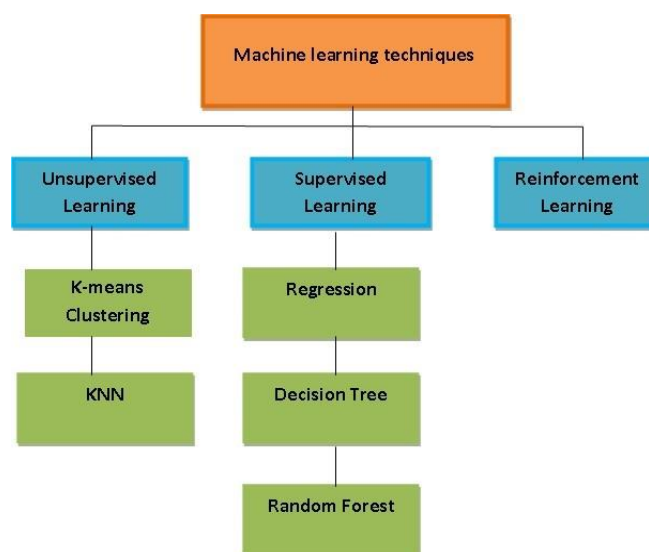 Machine learning techniques
Unsupervised
Learning
Supervised
Learning
Reinforcement
Learning
K-means
Clustering
Regression
KNN
Decision Tree
Random Forest